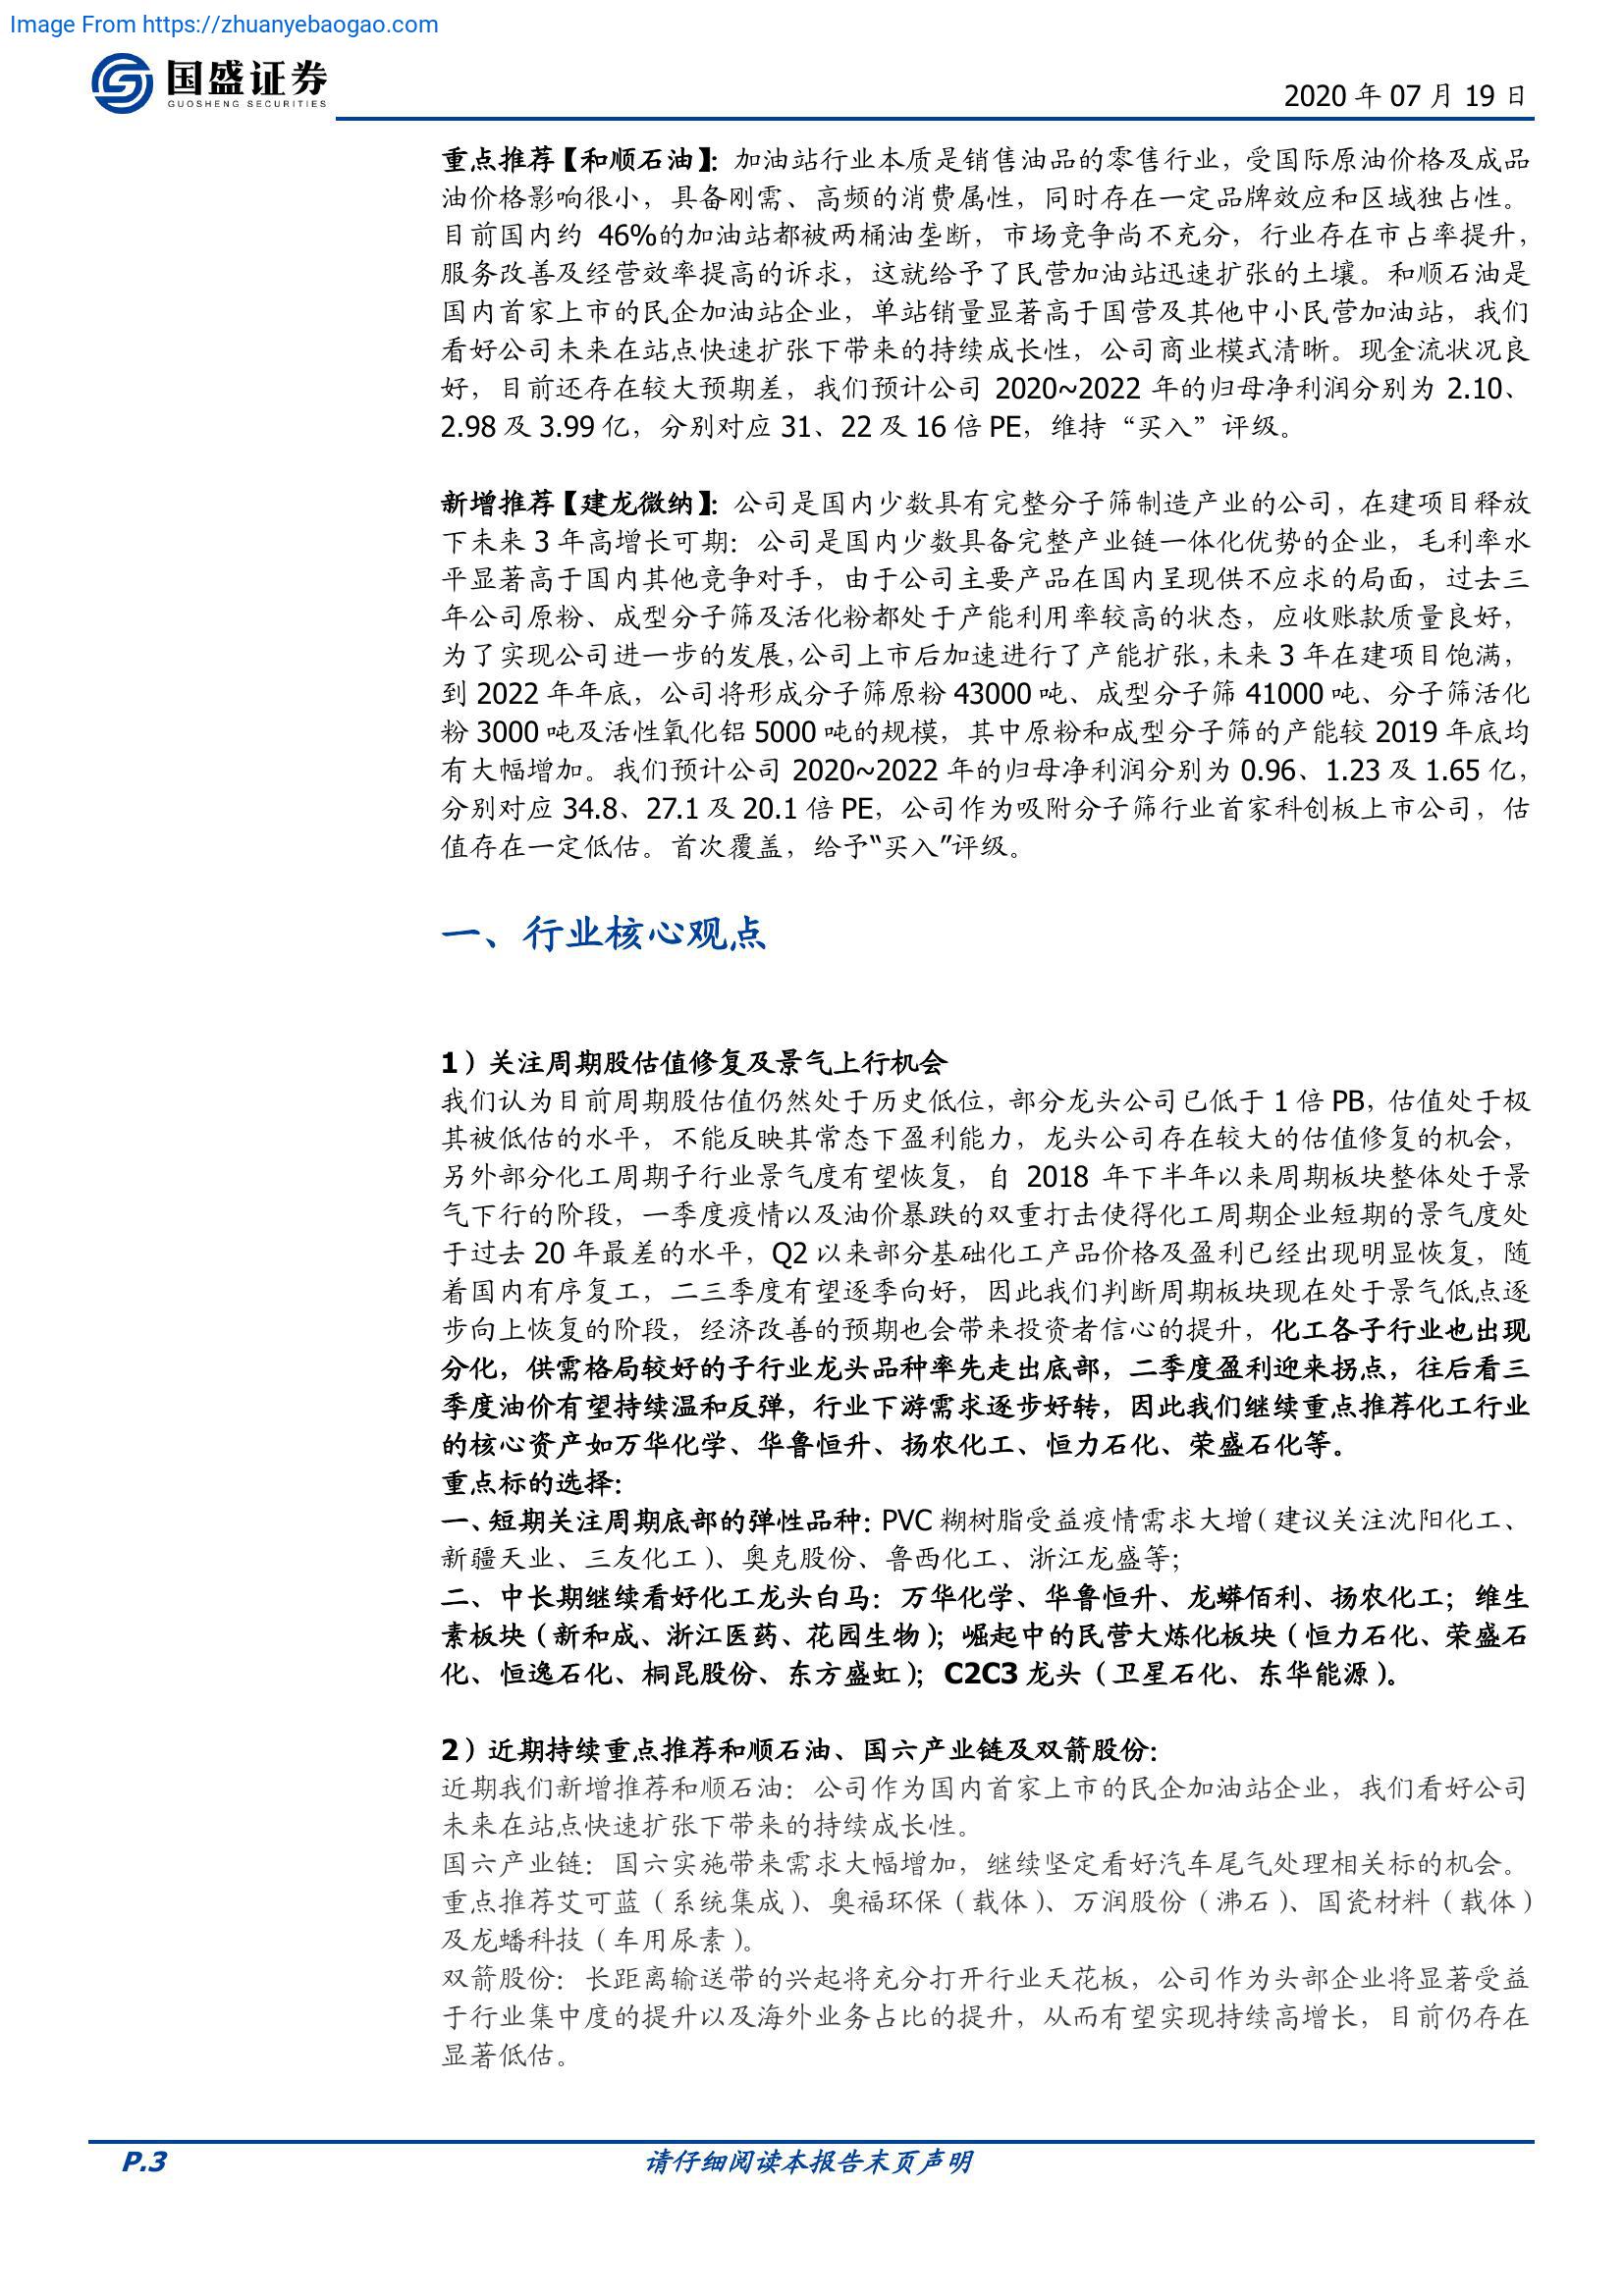 Image From https://zhuanyebaogao.com
国盛证券
GUOSHENG SECURITIES
2020 年 07 月 19 日
重点推荐【和顺石油】：加油站行业本质是销售油品的零售行业，受国际原油价格及成品
油价格影响很小，具备刚需、高频的消费属性，同时存在一定品牌效应和区域独占性。
目前国内约 46%的加油站都被两桶油垄断，市场竞争尚不充分，行业存在市占率提升，
服务改善及经营效率提高的诉求，这就给予了民营加油站迅速扩张的土壤。和顺石油是
国内首家上市的民企加油站企业，单站销量显著高于国营及其他中小民营加油站，我们
看好公司未来在站点快速扩张下带来的持续成长性，公司商业模式清晰。现金流状况良
好，目前还存在较大预期差，我们预计公司 2020~2022 年的归母净利润分别为 2.10、
2.98 及 3.99 亿，分别对应 31、22 及 16 倍 PE，维持“买入”评级。
新增推荐【建龙微纳】：公司是国内少数具有完整分子筛制造产业的公司，在建项目释放
下未来 3 年高增长可期：公司是国内少数具备完整产业链一体化优势的企业，毛利率水
平显著高于国内其他竞争对手，由于公司主要产品在国内呈现供不应求的局面，过去三
年公司原粉、成型分子筛及活化粉都处于产能利用率较高的状态，应收账款质量良好，
为了实现公司进一步的发展，公司上市后加速进行了产能扩张，未来 3 年在建项目饱满，
到 2022 年年底，公司将形成分子筛原粉 43000 吨、成型分子筛 41000 吨、分子筛活化
粉 3000 吨及活性氧化铝 5000 吨的规模，其中原粉和成型分子筛的产能较 2019 年底均
有大幅增加。我们预计公司 2020~2022 年的归母净利润分别为 0.96、1.23 及 1.65 亿，
分别对应 34.8、27.1 及 20.1 倍 PE，公司作为吸附分子筛行业首家科创板上市公司，估
值存在一定低估。首次覆盖，给予“买入”评级。
一、行业核心观点
1）关注周期股估值修复及景气上行机会
我们认为目前周期股估值仍然处于历史低位，部分龙头公司已低于 1 倍 PB，估值处于极
其被低估的水平，不能反映其常态下盈利能力，龙头公司存在较大的估值修复的机会，
另外部分化工周期子行业景气度有望恢复，自 2018 年下半年以来周期板块整体处于景
气下行的阶段，一季度疫情以及油价暴跌的双重打击使得化工周期企业短期的景气度处
于过去 20 年最差的水平，Q2 以来部分基础化工产品价格及盈利已经出现明显恢复，随
着国内有序复工，二三季度有望逐季向好，因此我们判断周期板块现在处于景气低点逐
步向上恢复的阶段，经济改善的预期也会带来投资者信心的提升，化工各子行业也出现
分化，供需格局较好的子行业龙头品种率先走出底部，二季度盈利迎来拐点，往后看三
季度油价有望持续温和反弹，行业下游需求逐步好转，因此我们继续重点推荐化工行业
的核心资产如万华化学、华鲁恒升、扬农化工、恒力石化、荣盛石化等。
重点标的选择：
一、短期关注周期底部的弹性品种：PVC 糊树脂受益疫情需求大增（建议关注沈阳化工、
新疆天业、三友化工）、奥克股份、鲁西化工、浙江龙盛等；
二、中长期继续看好化工龙头白马：万华化学、华鲁恒升、龙蟒佰利、扬农化工；维生
素板块（新和成、浙江医药、花园生物）；崛起中的民营大炼化板块（恒力石化、荣盛石
化、恒逸石化、桐昆股份、东方盛虹）；C2C3 龙头（卫星石化、东华能源）。
2）近期持续重点推荐和顺石油、国六产业链及双箭股份：
近期我们新增推荐和顺石油：公司作为国内首家上市的民企加油站企业，我们看好公司
未来在站点快速扩张下带来的持续成长性。
国六产业链：国六实施带来需求大幅增加，继续坚定看好汽车尾气处理相关标的机会。
重点推荐艾可蓝（系统集成）、奥福环保（载体）、万润股份（沸石）、国瓷材料（载体）
及龙蟠科技（车用尿素）。
双箭股份：长距离输送带的兴起将充分打开行业天花板，公司作为头部企业将显著受益
于行业集中度的提升以及海外业务占比的提升，从而有望实现持续高增长，目前仍存在
显著低估。
P.3
请仔细阅读本报告末页声明